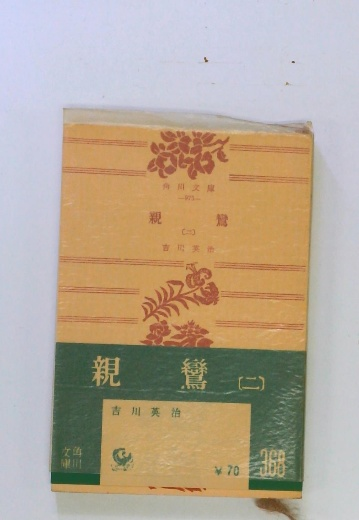 角川文庫
親鸞
(二)
吉川英治
親鸞 (二)
吉川英治
角川
文庫
￥70
368